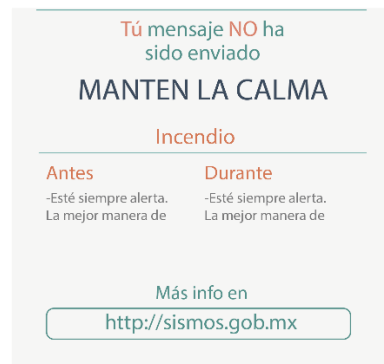 Tú mensaje NO ha
sido enviado
MANTEN LA CALMA
Incendio
Antes
-Esté siempre alerta.
La mejor manera de
Durante
-Esté siempre alerta.
La mejor manera de
Más info en
http://sismos.gob.mx